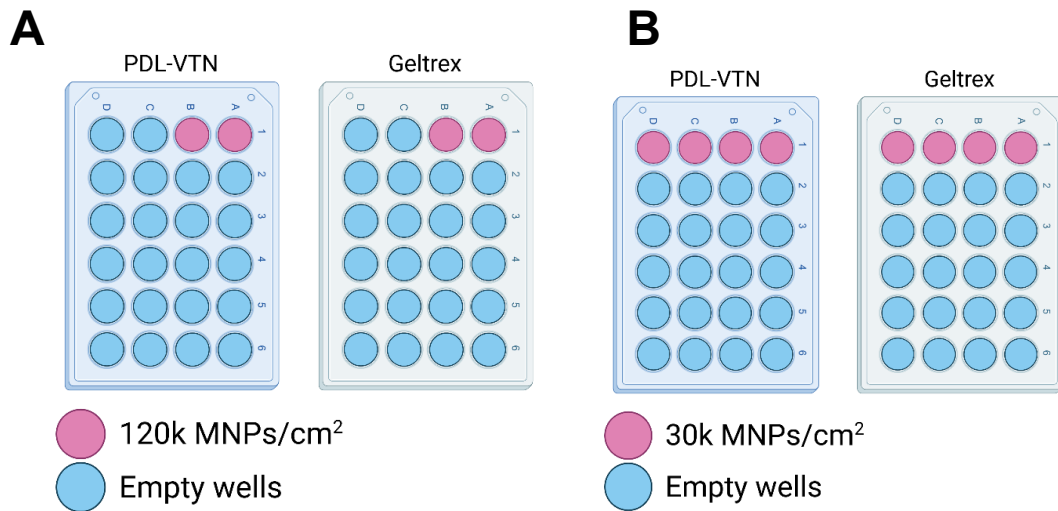 A
B
PDL-VTN
Geltrex
D C B A
1
2
3
4
5
6
D C B A
1
2
3
4
5
6
120k MNPs/cm²
Empty wells
PDL-VTN
Geltrex
D C B A
1
2
3
4
5
6
D C B A
1
2
3
4
5
6
30k MNPs/cm²
Empty wells